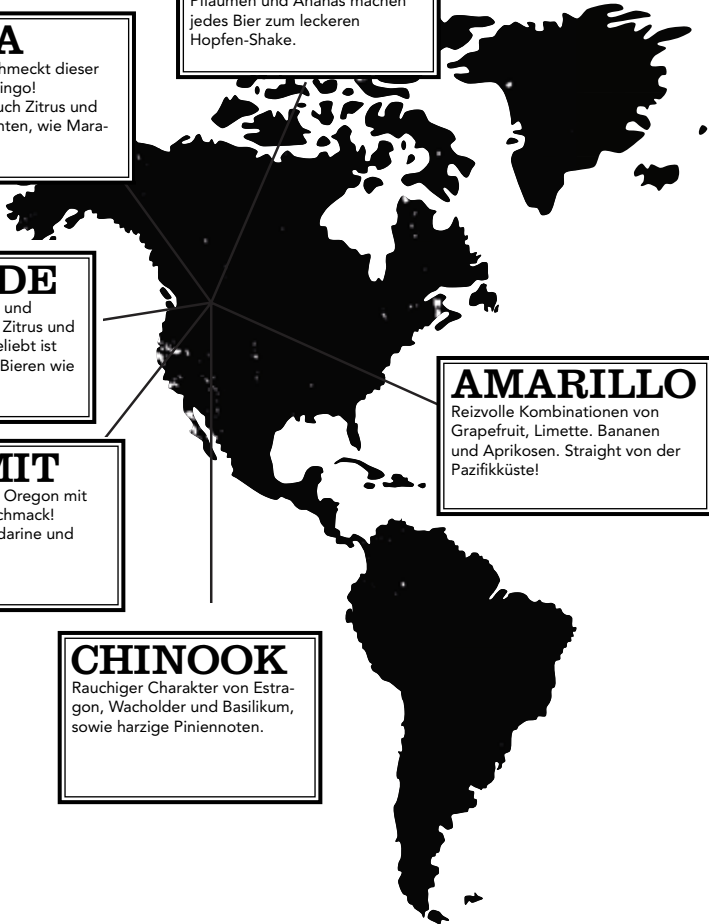 Pflaumen und Ananas machen
jedes Bier zum leckeren
Hopfen-Shake.
A
hmeckt dieser
ingo!
uch Zitrus und
nten, wie Mara-
DE
und
Zitrus und
eliebt ist
Bieren wie
MIT
Oregon mit
chmack!
darine und
AMARILLO
Reizvolle Kombinationen von
Grapefruit, Limette. Bananen
und Aprikosen. Straight von der
Pazifikküste!
CHINOOK
Rauchiger Charakter von Estra-
gon, Wacholder und Basilikum,
sowie harzige Piniennoten.